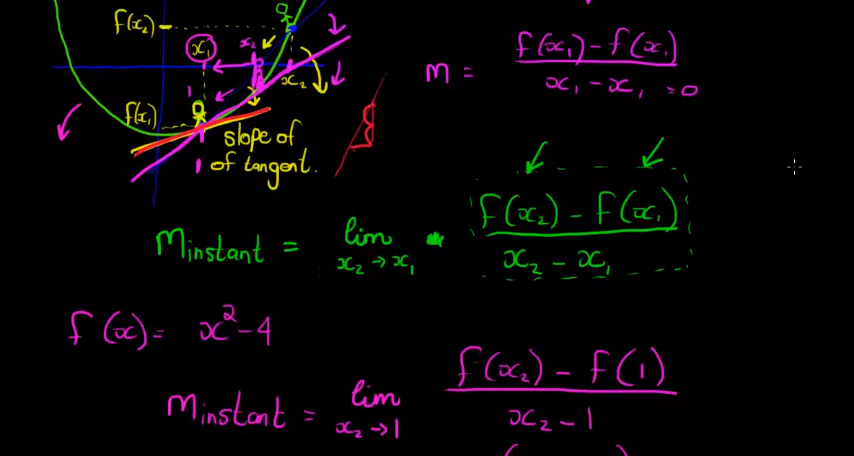 f(x₂)
x₁
x₂
x₂
f(x₁)
1
slope of
of tangent.
m = f(x₁) - f(x₁)
x₁ - x₁ = 0
Minstant = lim f(x₂) - f(x₁)
x₂ → x₁ x₂ - x₁
f(x) = x² - 4
Minstant = lim f(x₂) - f(1)
x₂ → 1 x₂ - 1